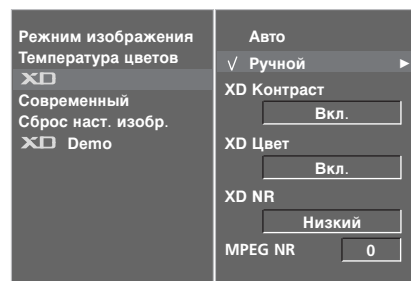 Режним изображения
Температура цветов
XD
Современный
Сброс наст. изобр.
XD Demo
Авто
√ Ручной ►
XD Контраст
Вкл.
XD Цвет
Вкл.
XD NR
Низкий
MPEG NR 0